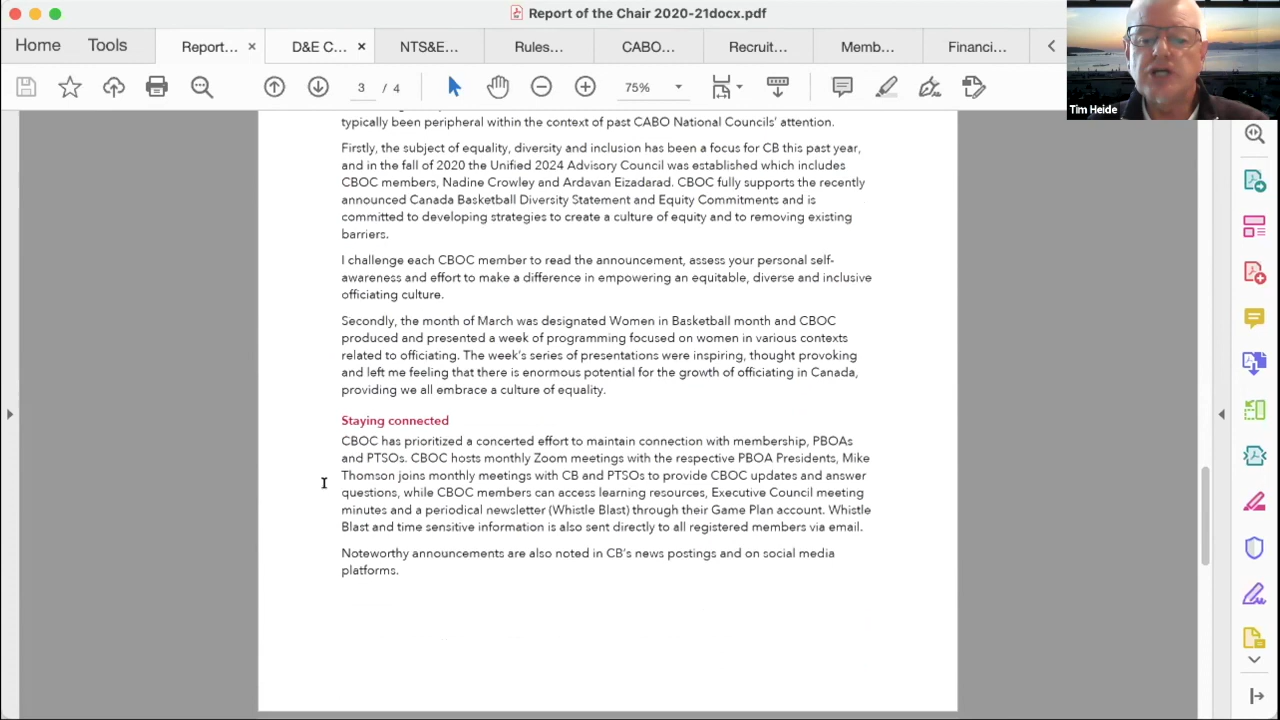 Report of the Chair 2020-21docx.pdf
Home
Tools
Report...
×
D&E C...
×
NTS&E...
Rules...
CABO...
Recruit...
Memb...
Financi...
3 / 4
75%
Tim Heide
typically been peripheral within the context of past CABO National Councils' attention.
Firstly, the subject of equality, diversity and inclusion has been a focus for CB this past year,
and in the fall of 2020 the Unified 2024 Advisory Council was established which includes
CBOC members, Nadine Crowley and Ardavan Eizadarad. CBOC fully supports the recently
announced Canada Basketball Diversity Statement and Equity Commitments and is
committed to developing strategies to create a culture of equity and to removing existing
barriers.
I challenge each CBOC member to read the announcement, assess your personal self-
awareness and effort to make a difference in empowering an equitable, diverse and inclusive
officiating culture.
Secondly, the month of March was designated Women in Basketball month and CBOC
produced and presented a week of programming focused on women in various contexts
related to officiating. The week's series of presentations were inspiring, thought provoking
and left me feeling that there is enormous potential for the growth of officiating in Canada,
providing we all embrace a culture of equality.
Staying connected
CBOC has prioritized a concerted effort to maintain connection with membership, PBOAs
and PTSOs. CBOC hosts monthly Zoom meetings with the respective PBOA Presidents, Mike
Thomson joins monthly meetings with CB and PTSOs to provide CBOC updates and answer
questions, while CBOC members can access learning resources, Executive Council meeting
minutes and a periodical newsletter (Whistle Blast) through their Game Plan account. Whistle
Blast and time sensitive information is also sent directly to all registered members via email.
Noteworthy announcements are also noted in CB's news postings and on social media
platforms.